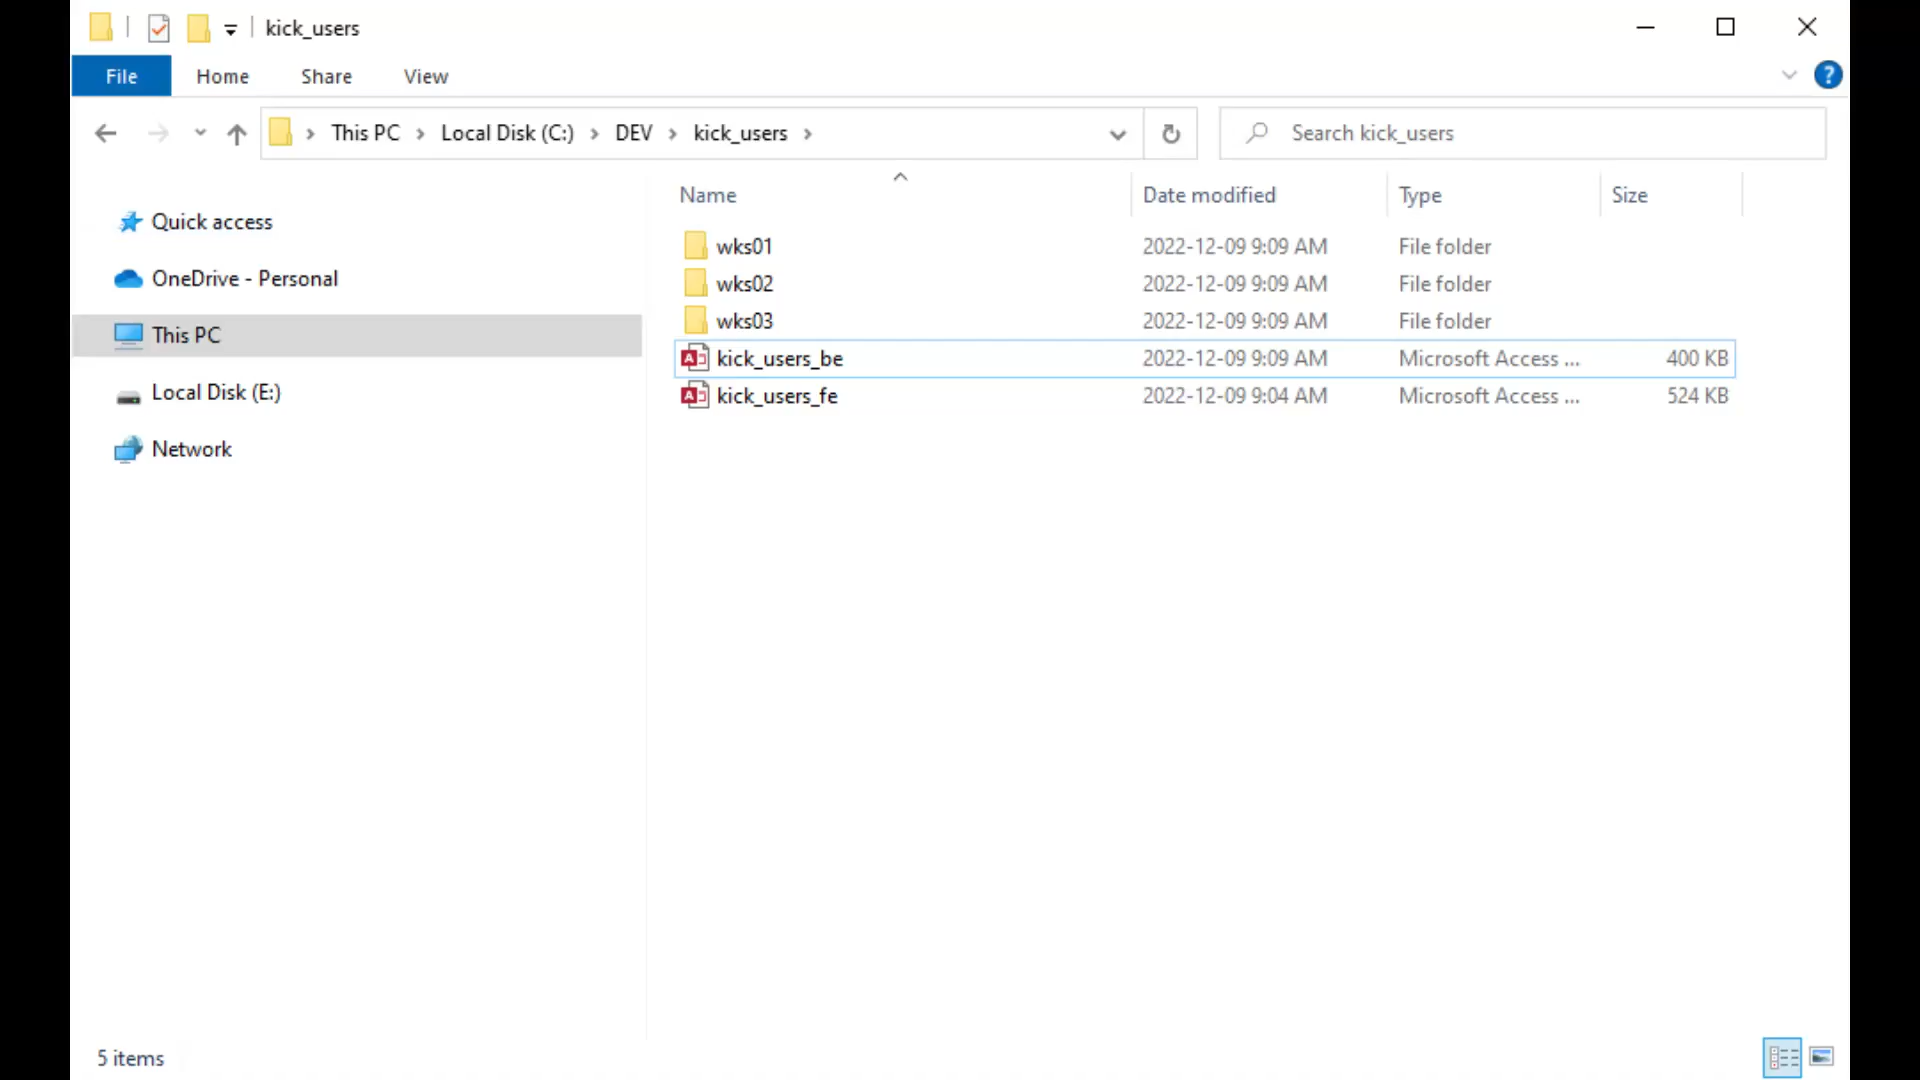 kick_users
File Home Share View
This PC Local Disk (C:) DEV kick_users Search kick_users
Name Date modified Type Size
Quick access
OneDrive - Personal
This PC
Local Disk (E:)
Network
wks01 2022-12-09 9:09 AM File folder
wks02 2022-12-09 9:09 AM File folder
wks03 2022-12-09 9:09 AM File folder
kick_users_be 2022-12-09 9:09 AM Microsoft Access ... 400 KB
kick_users_fe 2022-12-09 9:04 AM Microsoft Access ... 524 KB
5 items